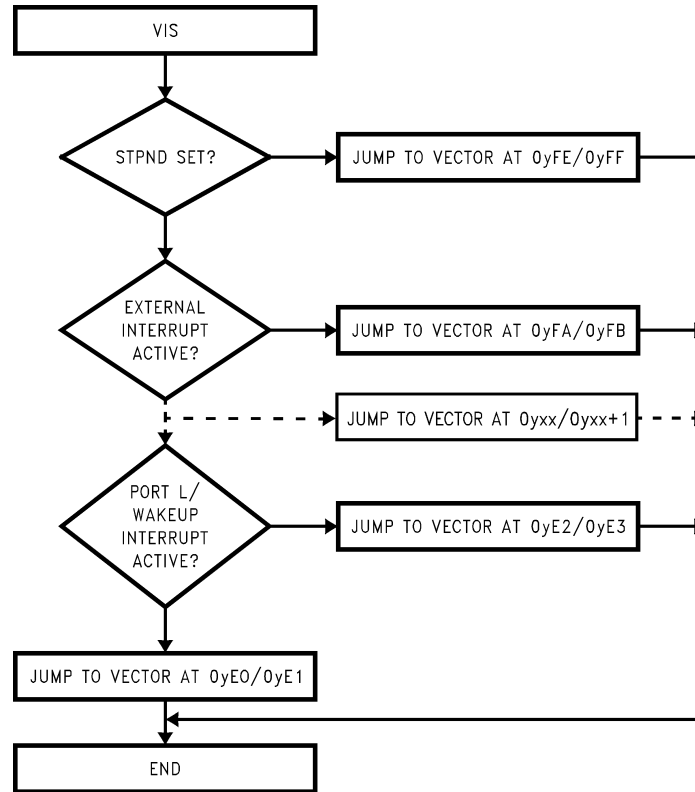 VIS
STPND SET?
JUMP TO VECTOR AT 0yFE/0yFF
EXTERNAL
INTERRUPT
ACTIVE?
JUMP TO VECTOR AT 0yFA/0yFB
JUMP TO VECTOR AT 0yxx/0yxx+1
PORT L/
WAKEUP
INTERRUPT
ACTIVE?
JUMP TO VECTOR AT 0yE2/0yE3
JUMP TO VECTOR AT 0yE0/0yE1
END